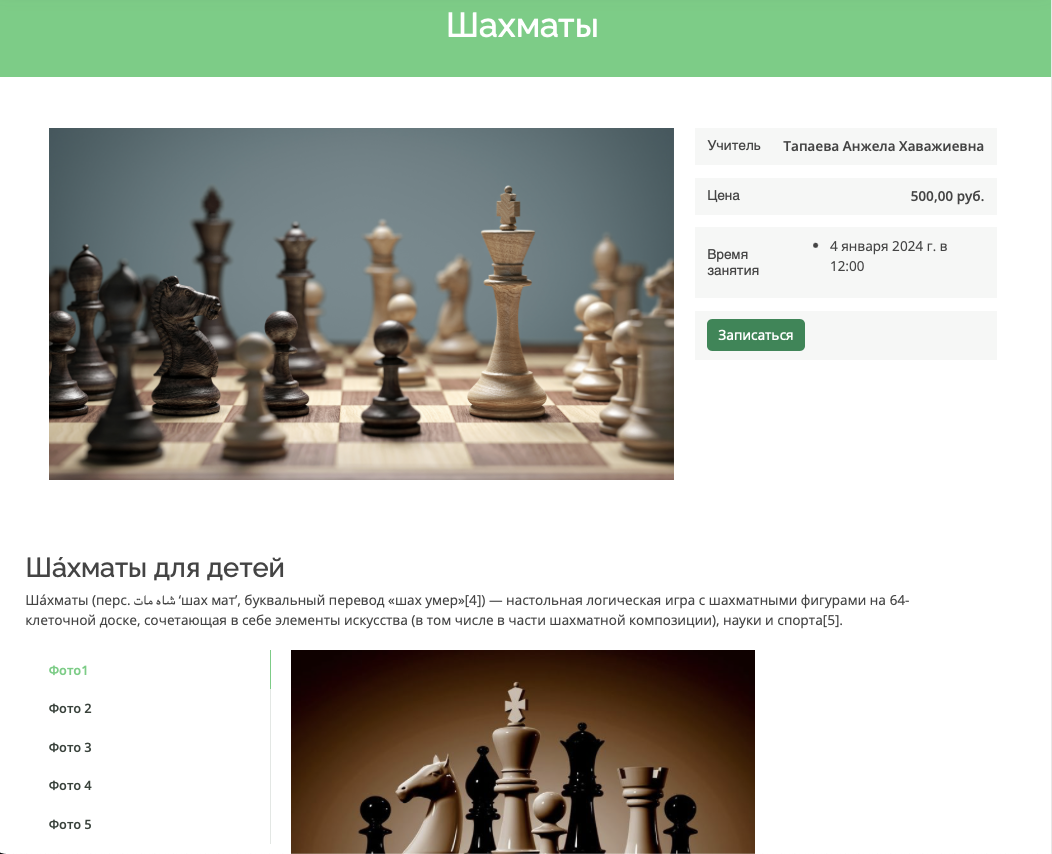 Шахматы
Учитель Тапаева Анжела Хаважиевна
Цена 500,00 руб.
Время
занятия
• 4 января 2024 г. в
12:00
Записаться
Ша́хматы для детей
Ша́хматы (перс. شاه مات‎ ‘шах мат’, буквальный перевод «шах умер»[4]) — настольная логическая игра с шахматными фигурами на 64-
клеточной доске, сочетающая в себе элементы искусства (в том числе в части шахматной композиции), науки и спорта[5].
Фото1
Фото 2
Фото 3
Фото 4
Фото 5